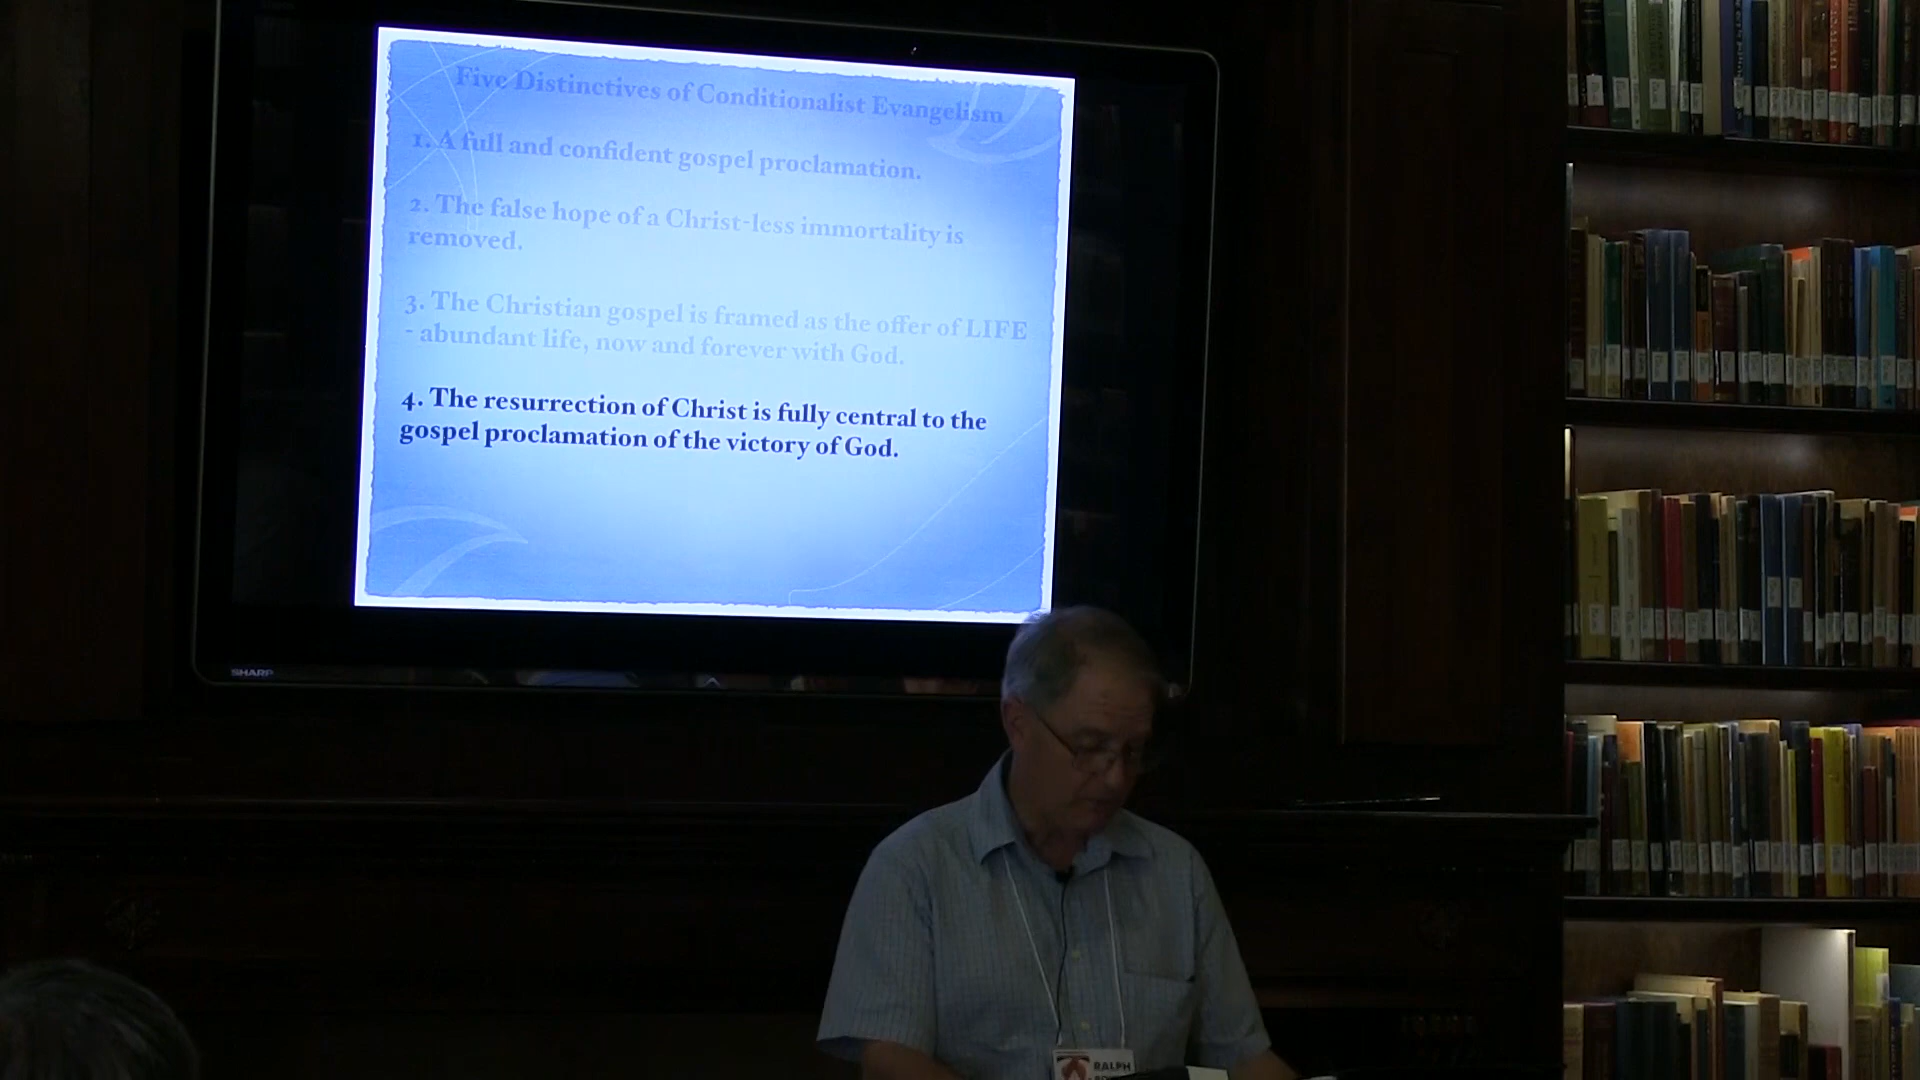 Five Distinctives of Conditionalist Evangelism
1. A full and confident gospel proclamation.
2. The false hope of a Christ-less immortality is
removed.
3. The Christian gospel is framed as the offer of LIFE
- abundant life, now and forever with God.
4. The resurrection of Christ is fully central to the
gospel proclamation of the victory of God.
SHARP
RALPH